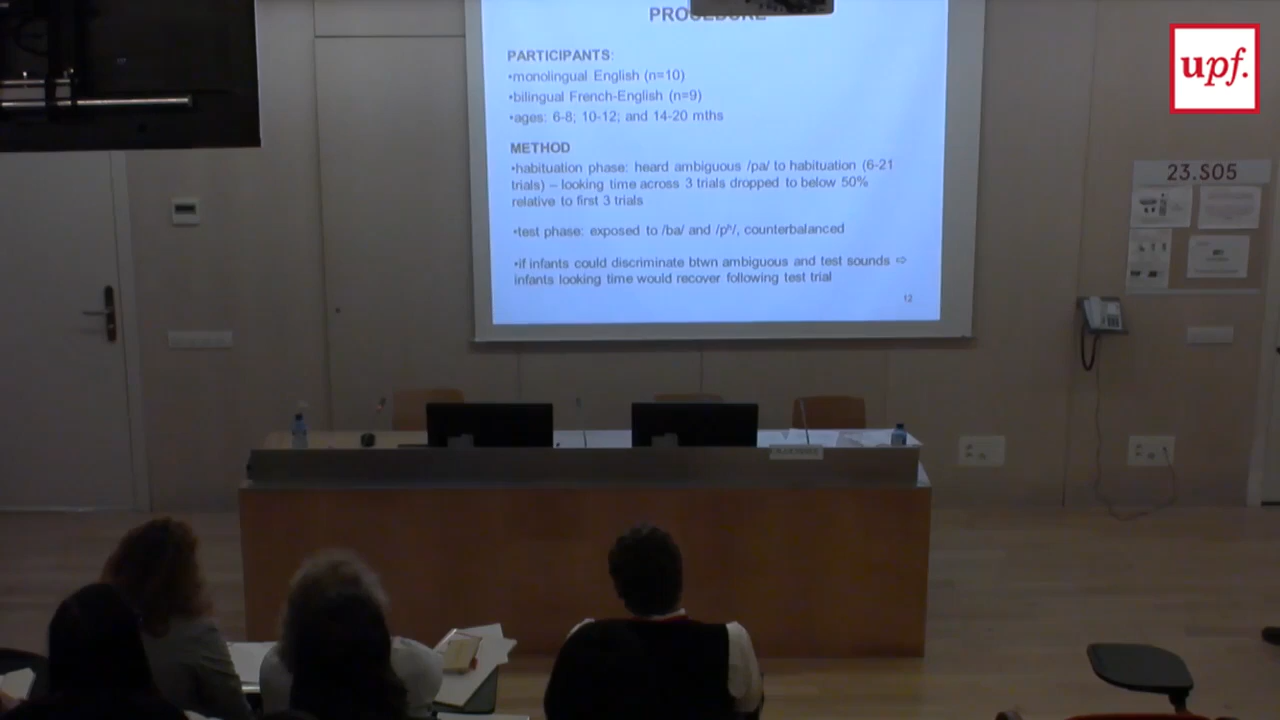 PROCEDURE
upf.
PARTICIPANTS:
•monolingual English (n=10)
•bilingual French-English (n=9)
•ages: 6-8; 10-12; and 14-20 mths
METHOD
•habituation phase: heard ambiguous /pa/ to habituation (6-21
trials) – looking time across 3 trials dropped to below 50%
relative to first 3 trials
•test phase: exposed to /ba/ and /pʰ/, counterbalanced
•if infants could discriminate btwn ambiguous and test sounds ⇨
infants looking time would recover following test trial
12
23.S05